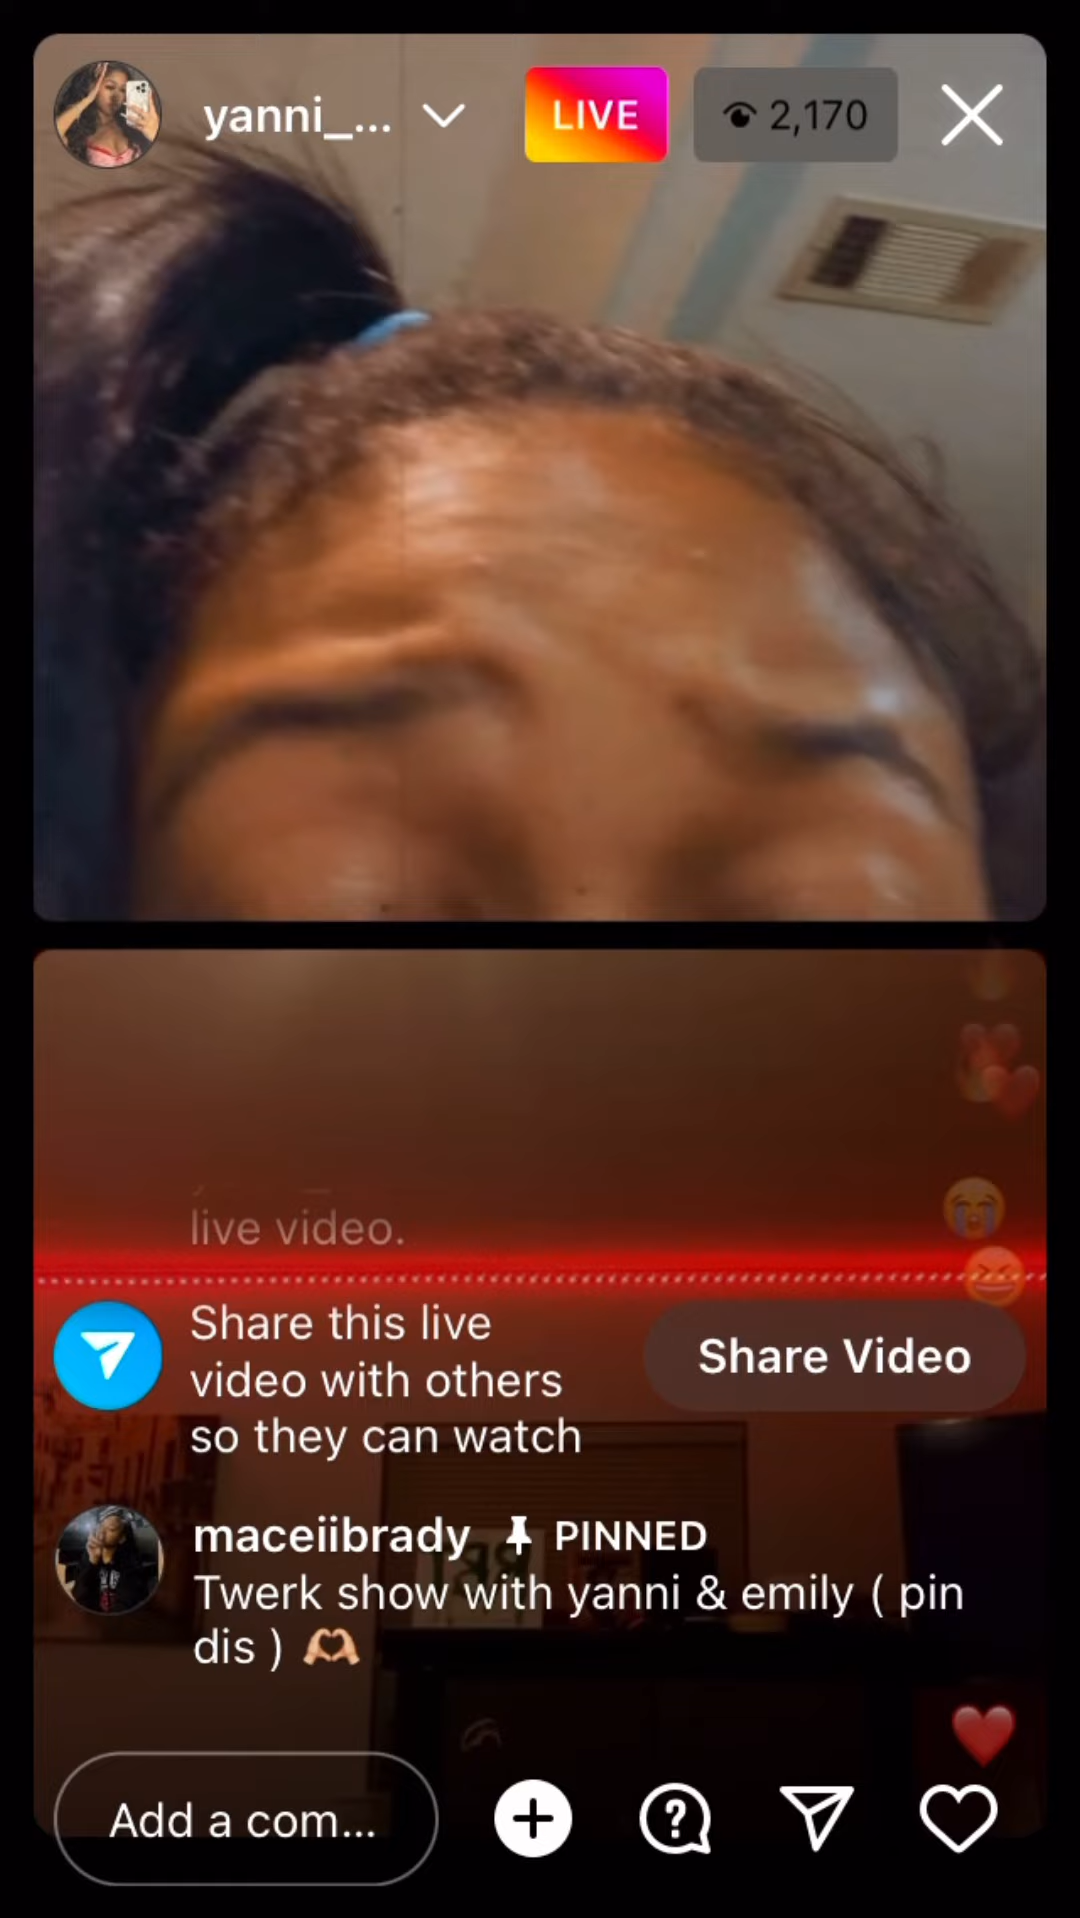 yanni_...
LIVE
2,170
live video.
Share this live
video with others
so they can watch
Share Video
maceiibrady PINNED
Twerk show with yanni & emily ( pin
dis ) 🫶🏼
Add a com...